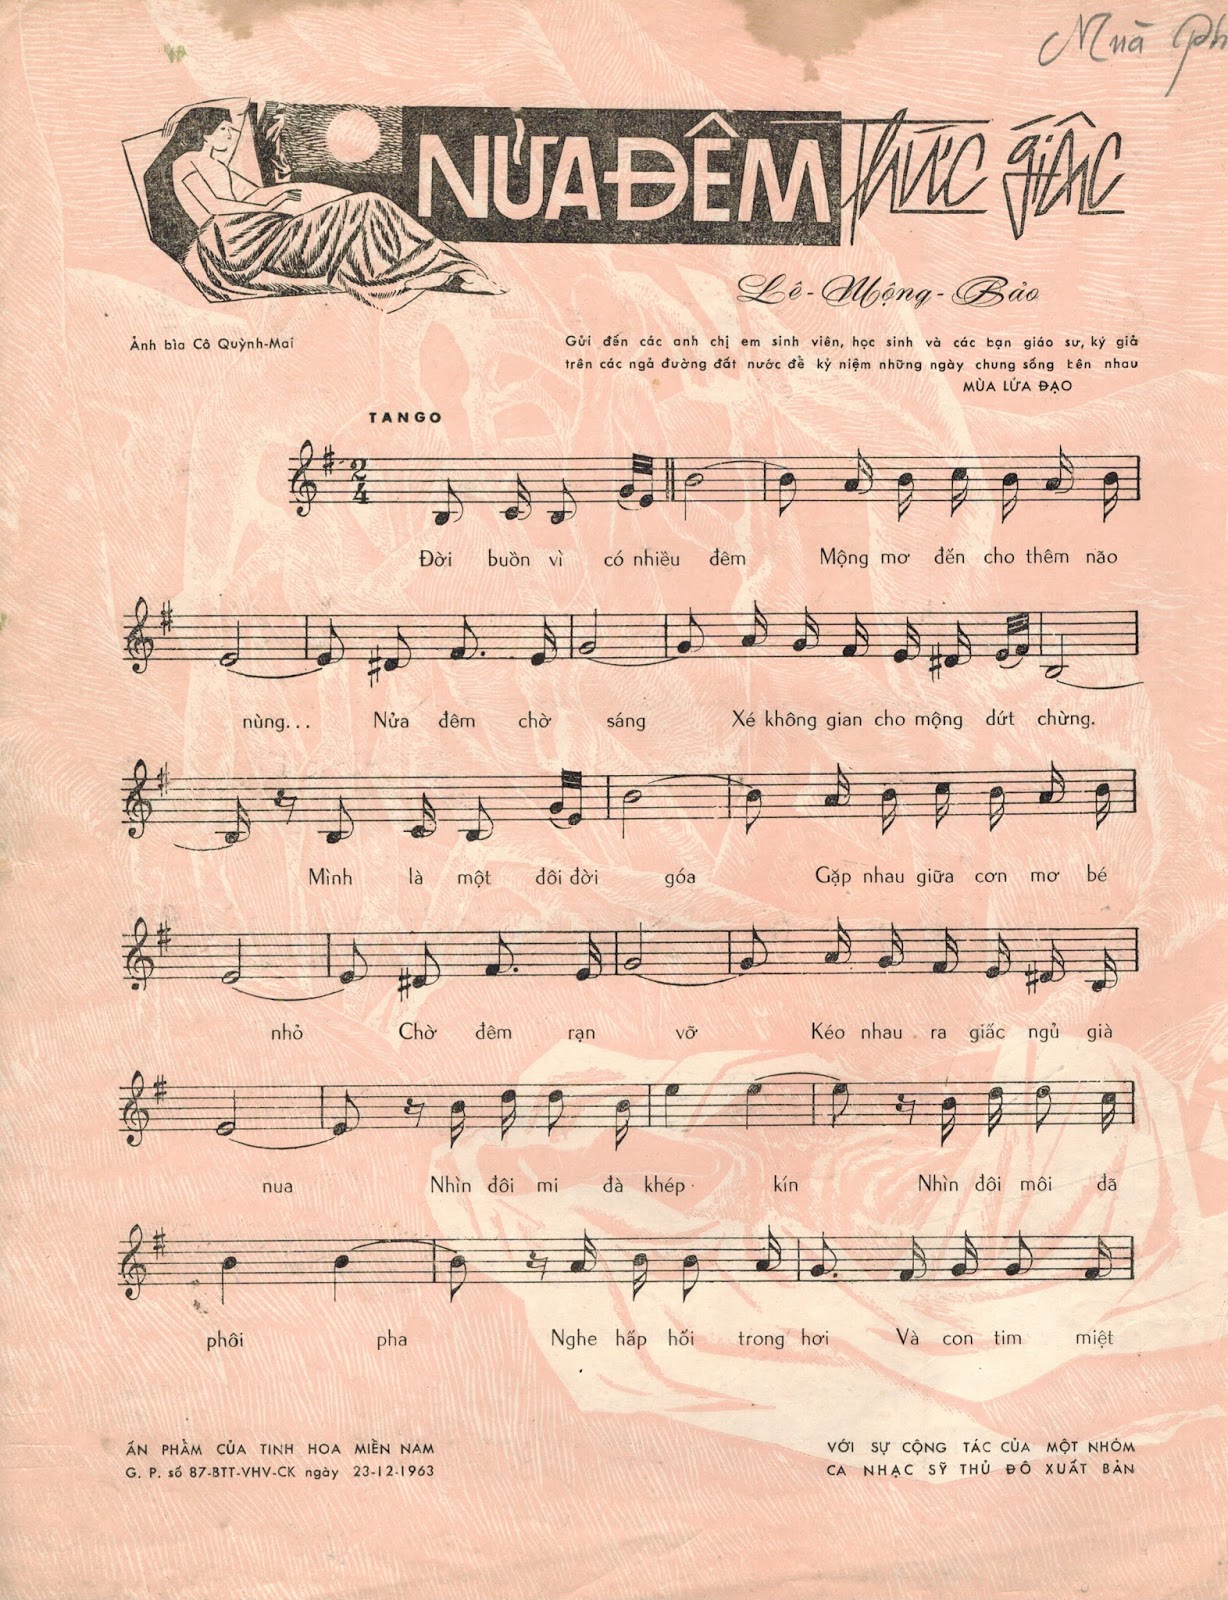 Muà Ph
NỬA ĐÊM thức giấc
Lê-Mộng-Bảo
Ảnh bìa Cô Quỳnh-Mai
Gửi đến các anh chị em sinh viên, học sinh và các bạn giáo sư, ký giả
trên các ngả đường đất nước để kỷ niệm những ngày chung sống bên nhau
MÙA LỬA ĐẠO
TANGO
2
4
Đời buồn vì có nhiều đêm Mộng mơ đến cho thêm não
nùng... Nửa đêm chờ sáng Xé không gian cho mộng dứt chừng.
Mình là một đôi đời góa Gặp nhau giữa cơn mơ bé
nhỏ Chờ đêm rạn vỡ Kéo nhau ra giấc ngủ già
nua Nhìn đôi mi đà khép kín Nhìn đôi môi đã
phôi pha Nghe hấp hối trong hơi Và con tim miệt
ẤN PHẨM CỦA TINH HOA MIỀN NAM
G. P. số 87-BTT-VHV-CK ngày 23-12-1963
VỚI SỰ CỘNG TÁC CỦA MỘT NHÓM
CA NHẠC SỸ THỦ ĐÔ XUẤT BẢN